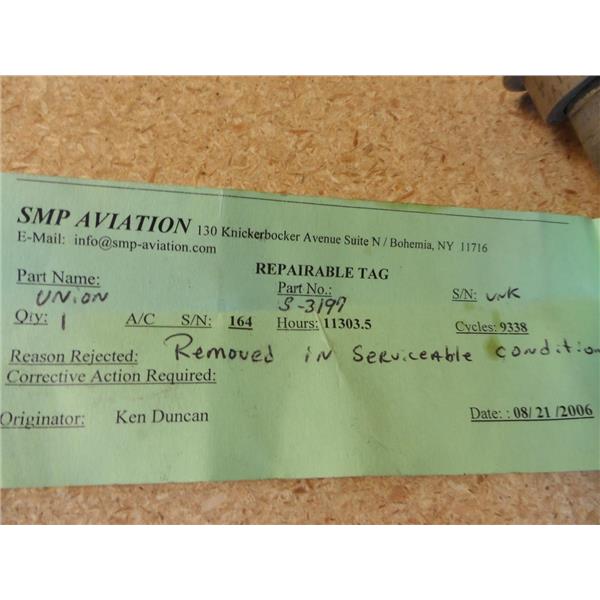 SMP AVIATION 130 Knickerbocker Avenue Suite N / Bohemia, NY 11716
E-Mail: info@smp-aviation.com
REPAIRABLE TAG
Part Name: UNION Part No.: S-3197 S/N: UNK
Qty: 1 A/C S/N: 164 Hours: 11303.5 Cycles: 9338
Reason Rejected: Removed in Serviceable condition
Corrective Action Required:
Originator: Ken Duncan Date: : 08/ 21 /2006